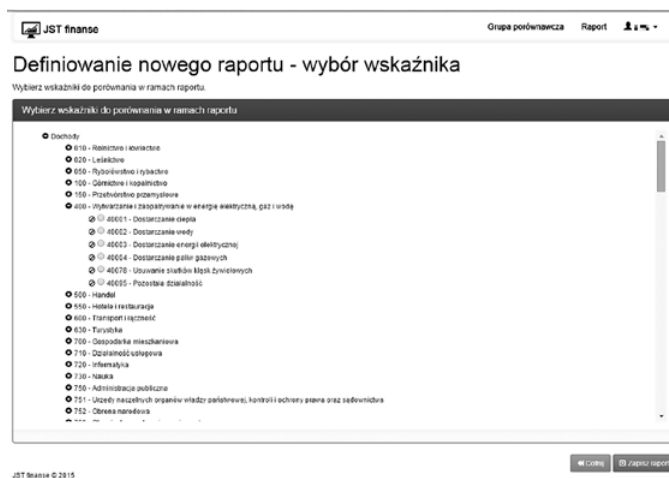 JST finanse
Grupa porównawcza Raport
Definiowanie nowego raportu - wybór wskaźnika
Wybierz wskaźniki do porównania w ramach raportu.
Wybierz wskaźniki do porównania w ramach raportu
Dochody
010 - Rolnictwo i łowiectwo
020 - Leśnictwo
050 - Rybołówstwo i rybactwo
100 - Górnictwo i kopalnictwo
150 - Przetwórstwo przemysłowe
400 - Wytwarzanie i zaopatrywanie w energię elektryczną, gaz i wodę
40001 - Dostarczanie ciepła
40002 - Dostarczanie wody
40003 - Dostarczanie energii elektrycznej
40004 - Dostarczanie paliw gazowych
40078 - Usuwanie skutków klęsk żywiołowych
40095 - Pozostała działalność
500 - Handel
550 - Hotele i restauracje
600 - Transport i łączność
630 - Turystyka
700 - Gospodarka mieszkaniowa
710 - Działalność usługowa
720 - Informatyka
730 - Nauka
750 - Administracja publiczna
751 - Urzędy naczelnych organów władzy państwowej, kontroli i ochrony prawa oraz sądownictwa
752 - Obrona narodowa
Cofnij Zapisz raport
JST finanse © 2015